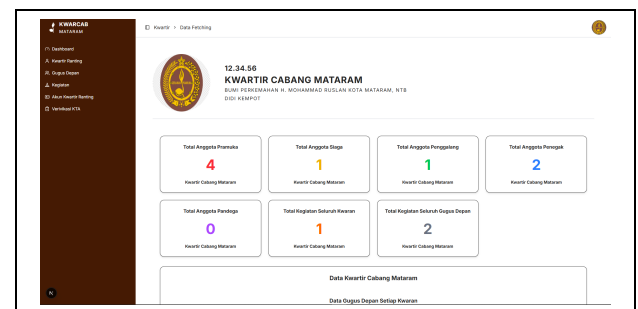 KWARCAB
MATARAM
Dashboard
Kwartir Ranting
Gugus Depan
Kegiatan
Akun Kwartir Ranting
Verivikasi KTA
N
Kwartir > Data Fetching
12.34.56
KWARTIR CABANG MATARAM
BUMI PERKEMAHAN H. MOHAMMAD RUSLAN KOTA MATARAM, NTB
DIDI KEMPOT
Total Anggota Pramuka
4
Kwartir Cabang Mataram
Total Anggota Siaga
1
Kwartir Cabang Mataram
Total Anggota Penggalang
1
Kwartir Cabang Mataram
Total Anggota Penegak
2
Kwartir Cabang Mataram
Total Anggota Pandega
0
Kwartir Cabang Mataram
Total Kegiatan Seluruh Kwaran
1
Kwartir Cabang Mataram
Total Kegiatan Seluruh Gugus Depan
2
Kwartir Cabang Mataram
Data Kwartir Cabang Mataram
Data Gugus Depan Setiap Kwaran